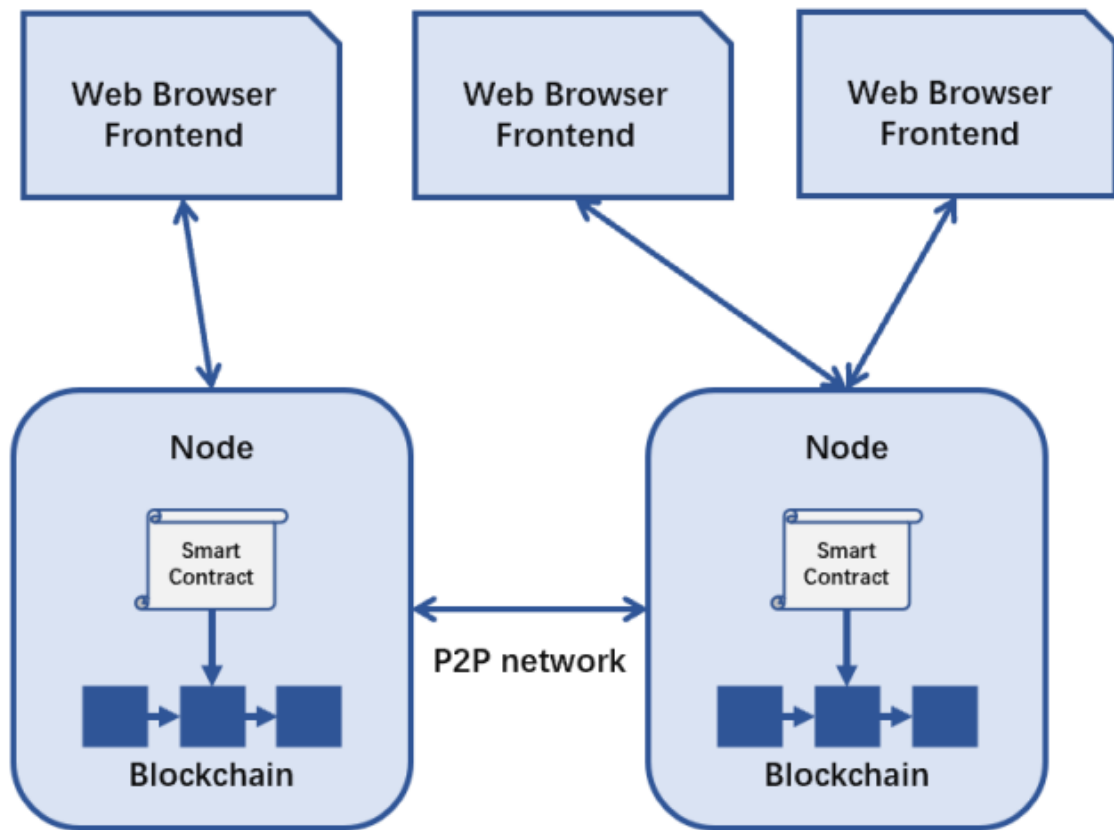 Web Browser
Frontend
Web Browser
Frontend
Web Browser
Frontend
Node
Smart
Contract
Blockchain
P2P network
Node
Smart
Contract
Blockchain